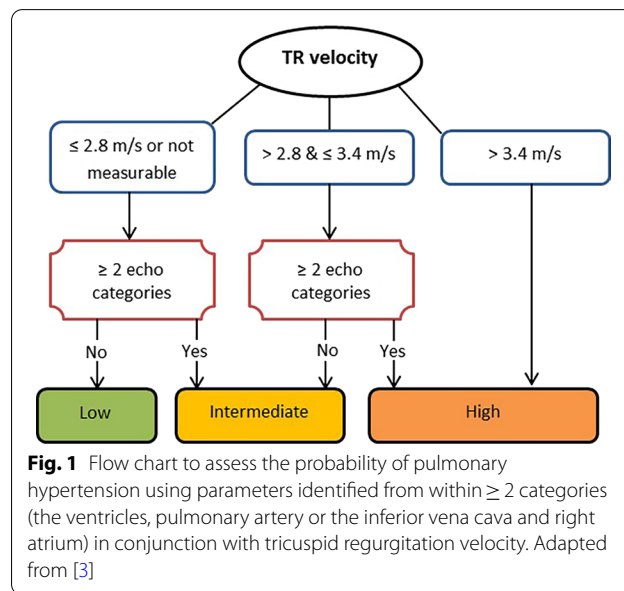 TR velocity
≤ 2.8 m/s or not
measurable
> 2.8 & ≤ 3.4 m/s
> 3.4 m/s
≥ 2 echo
categories
≥ 2 echo
categories
No
Yes
No
Yes
Low
Intermediate
High
Fig. 1 Flow chart to assess the probability of pulmonary
hypertension using parameters identified from within ≥ 2 categories
(the ventricles, pulmonary artery or the inferior vena cava and right
atrium) in conjunction with tricuspid regurgitation velocity. Adapted
from [3]